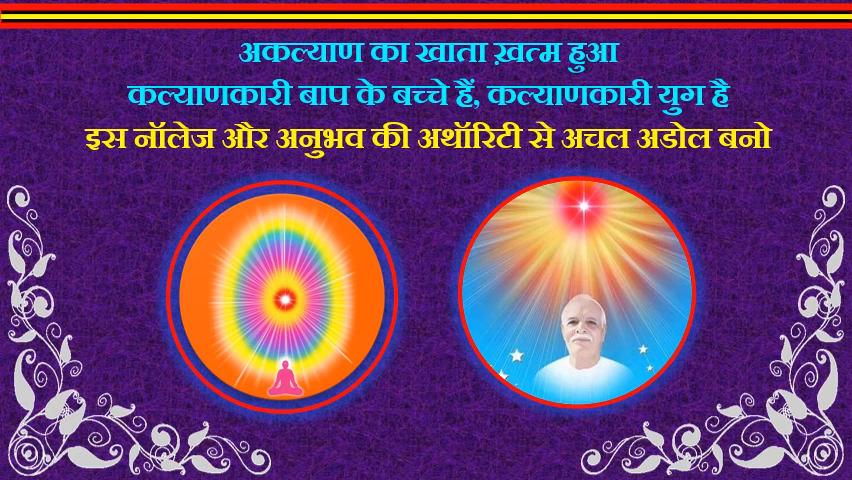 अकल्याण का खाता ख़त्म हुआ
कल्याणकारी बाप के बच्चे हैं, कल्याणकारी युग है
इस नॉलेज और अनुभव की अथॉरिटी से अचल अडोल बनो